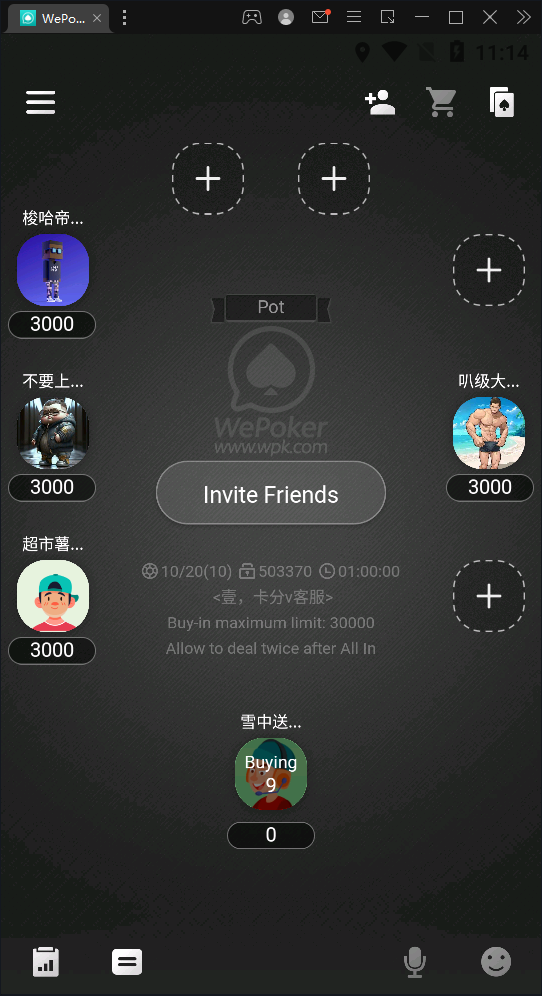 WePo...
11:14
梭哈帝...
3000
Pot
不要上...
3000
叭级大...
3000
WePoker
www.wpk.com
Invite Friends
超市薯...
3000
10/20(10) 503370 01:00:00
<壹，卡分v客服>
Buy-in maximum limit: 30000
Allow to deal twice after All In
雪中送...
Buying
9
0